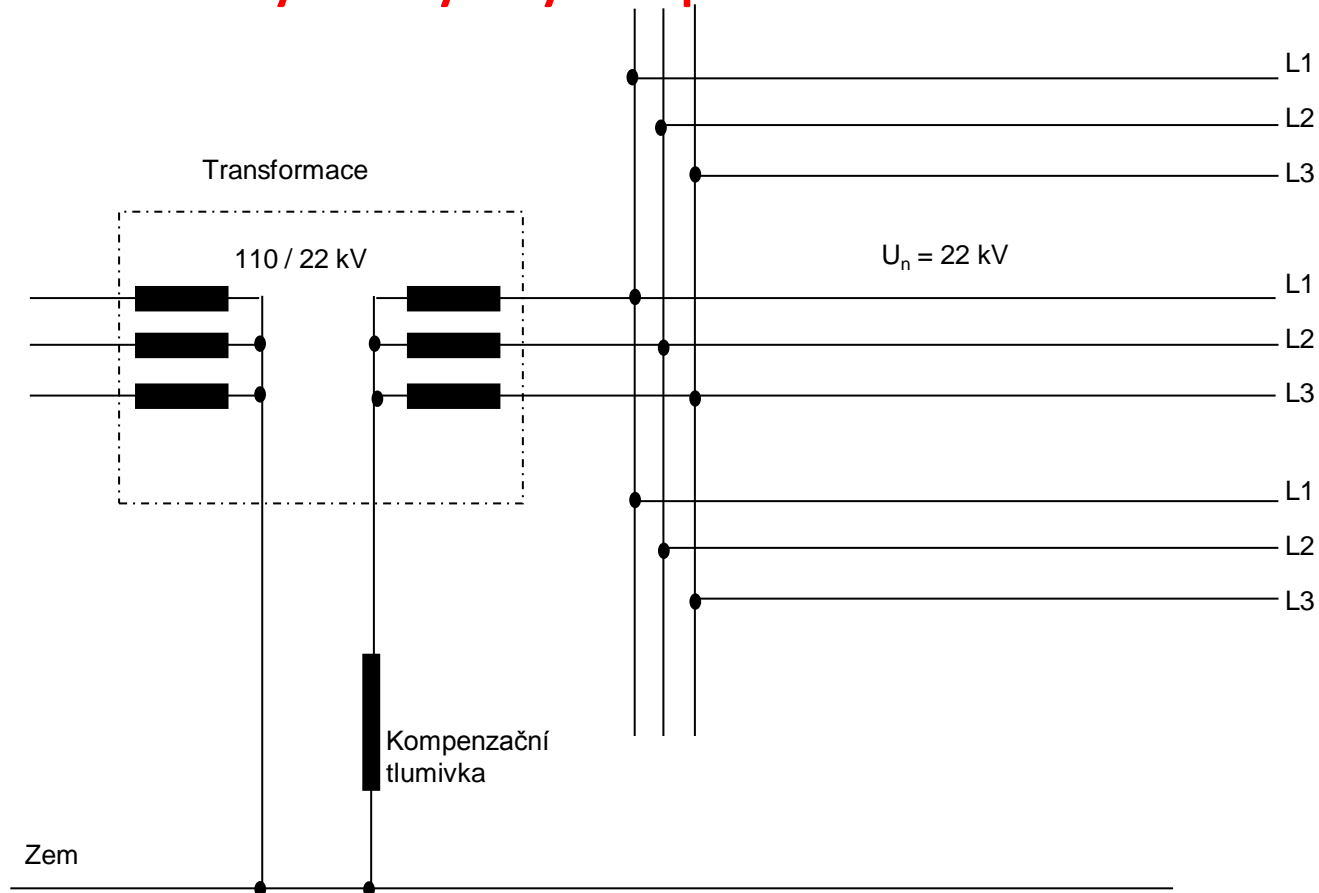 L1
L2
Transformace
L3
110 / 22 kV
Un = 22 kV
L1
L2
L3
L1
L2
L3
Kompenzační
tlumivka
Zem